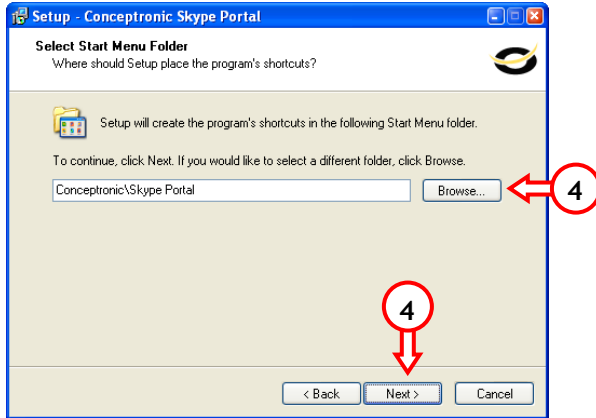 Setup - Conceptronic Skype Portal
Select Start Menu Folder
Where should Setup place the program's shortcuts?
Setup will create the program's shortcuts in the following Start Menu folder.
To continue, click Next. If you would like to select a different folder, click Browse.
Conceptronic\Skype Portal
Browse...
4
4
< Back
Next >
Cancel